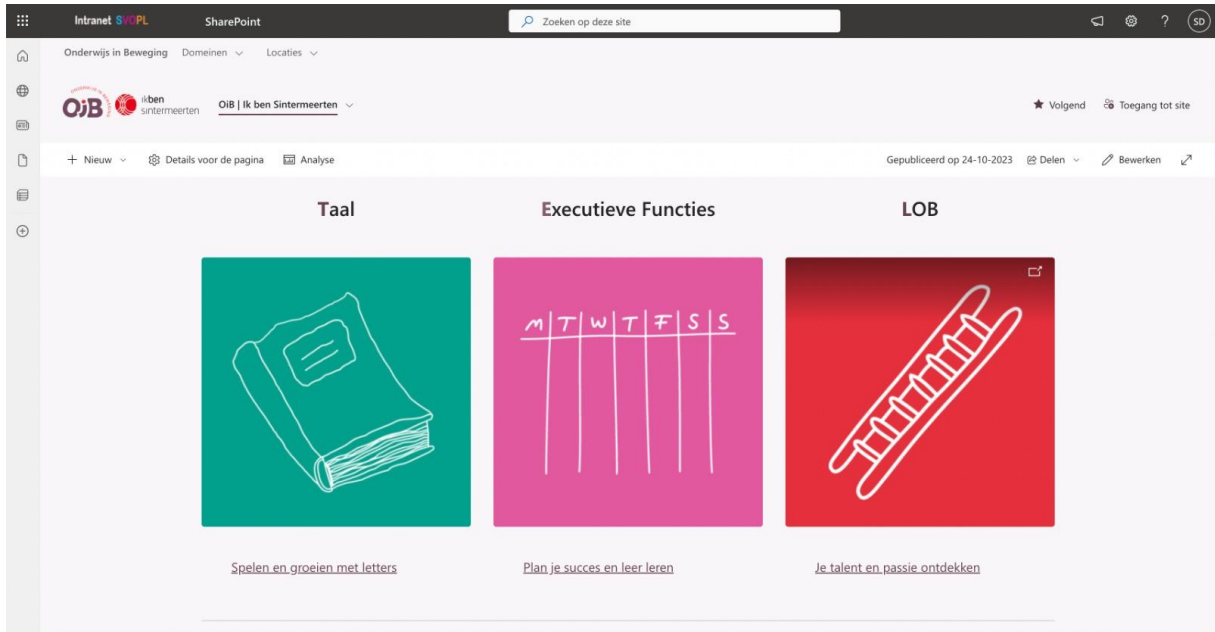 Intranet SVOPL SharePoint Zoeken op deze site ? SD
Onderwijs in Beweging Domeinen Locaties
OiB ikben sintermeerten OiB | Ik ben Sintermeerten Volgend Toegang tot site
+ Nieuw Details voor de pagina Analyse Gepubliceerd op 24-10-2023 Delen Bewerken
Taal Executieve Functies LOB
M T W T F S S
Spelen en groeien met letters Plan je succes en leer leren Je talent en passie ontdekken